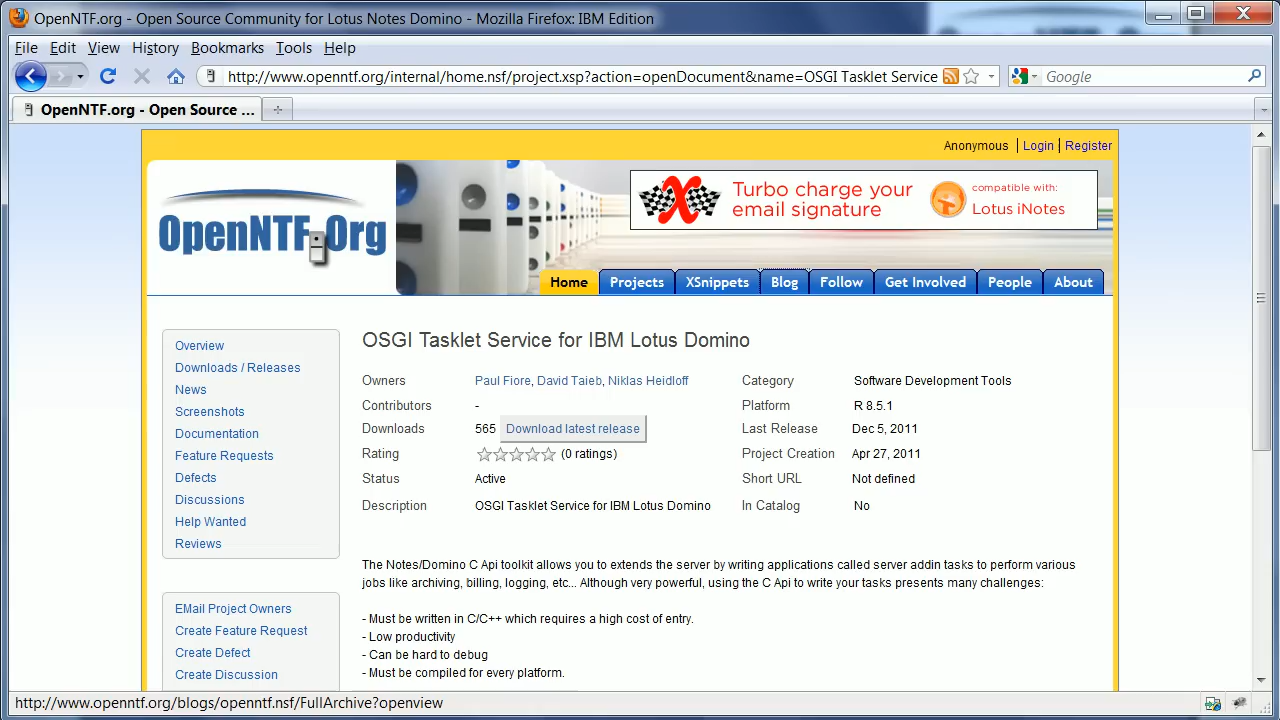 OpenNTF.org - Open Source Community for Lotus Notes Domino - Mozilla Firefox: IBM Edition
File Edit View History Bookmarks Tools Help
http://www.openntf.org/internal/home.nsf/project.xsp?action=openDocument&name=OSGI Tasklet Service
Google
OpenNTF.org - Open Source ...
Anonymous | Login | Register
OpenNTF.Org
X Turbo charge your email signature
compatible with: Lotus iNotes
Home Projects XSnippets Blog Follow Get Involved People About
Overview
Downloads / Releases
News
Screenshots
Documentation
Feature Requests
Defects
Discussions
Help Wanted
Reviews
EMail Project Owners
Create Feature Request
Create Defect
Create Discussion
OSGI Tasklet Service for IBM Lotus Domino
Owners Paul Fiore, David Taieb, Niklas Heidloff Category Software Development Tools
Contributors - Platform R 8.5.1
Downloads 565 Download latest release Last Release Dec 5, 2011
Rating (0 ratings) Project Creation Apr 27, 2011
Status Active Short URL Not defined
Description OSGI Tasklet Service for IBM Lotus Domino In Catalog No
The Notes/Domino C Api toolkit allows you to extends the server by writing applications called server addin tasks to perform various
jobs like archiving, billing, logging, etc... Although very powerful, using the C Api to write your tasks presents many challenges:
- Must be written in C/C++ which requires a high cost of entry.
- Low productivity
- Can be hard to debug
- Must be compiled for every platform.
http://www.openntf.org/blogs/openntf.nsf/FullArchive?openview